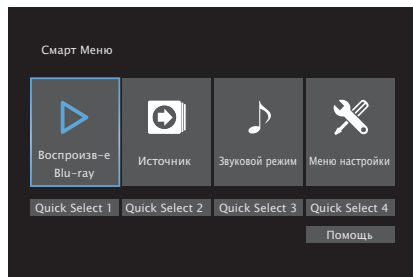 Смарт Меню
Воспроизв-е
Blu-ray
Источник
Звуковой режим
Меню настройки
Quick Select 1
Quick Select 2
Quick Select 3
Quick Select 4
Помощь